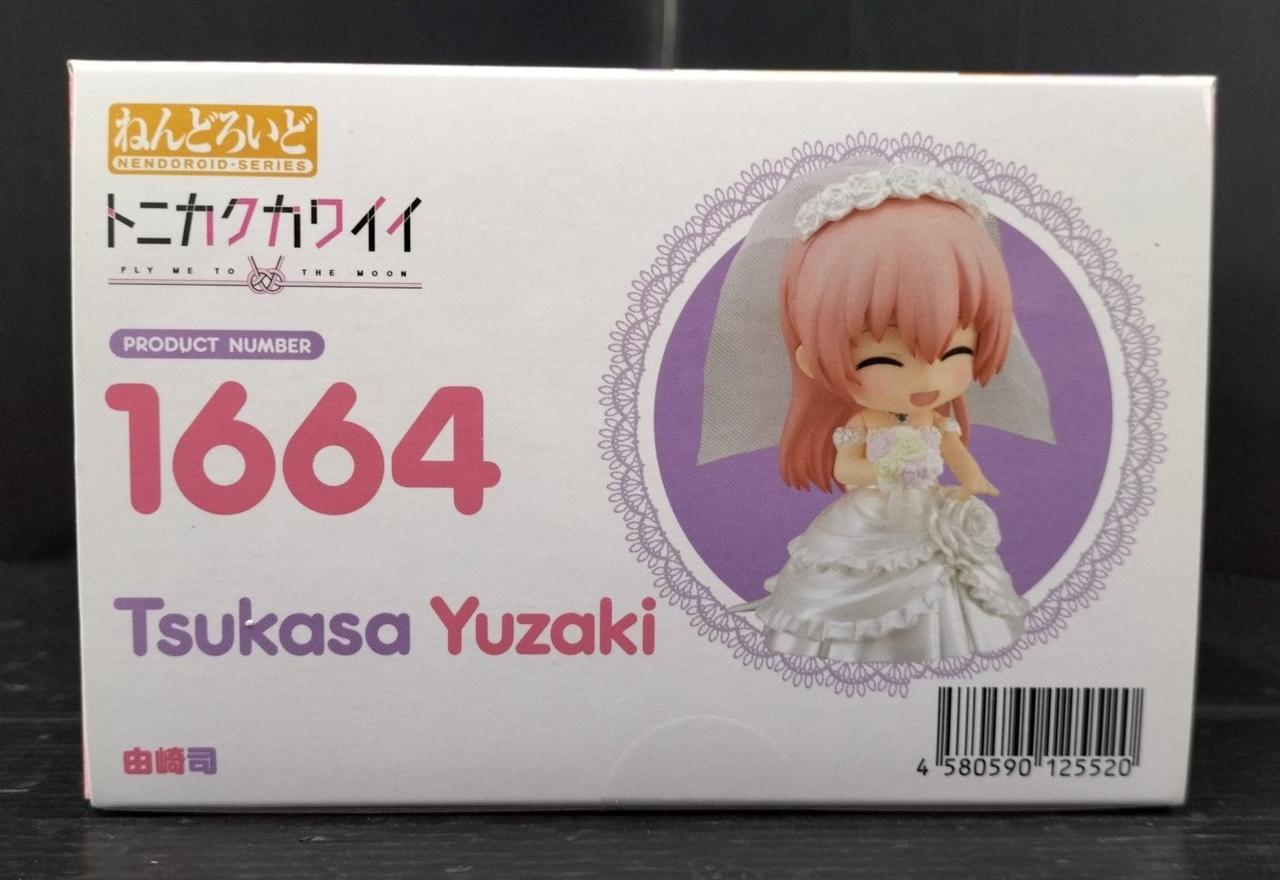 ねんどろいど
NENDOROID-SERIES
トニカクカワイイ
FLY ME TO THE MOON
PRODUCT NUMBER
1664
Tsukasa Yuzaki
由崎司
4 580590 125520